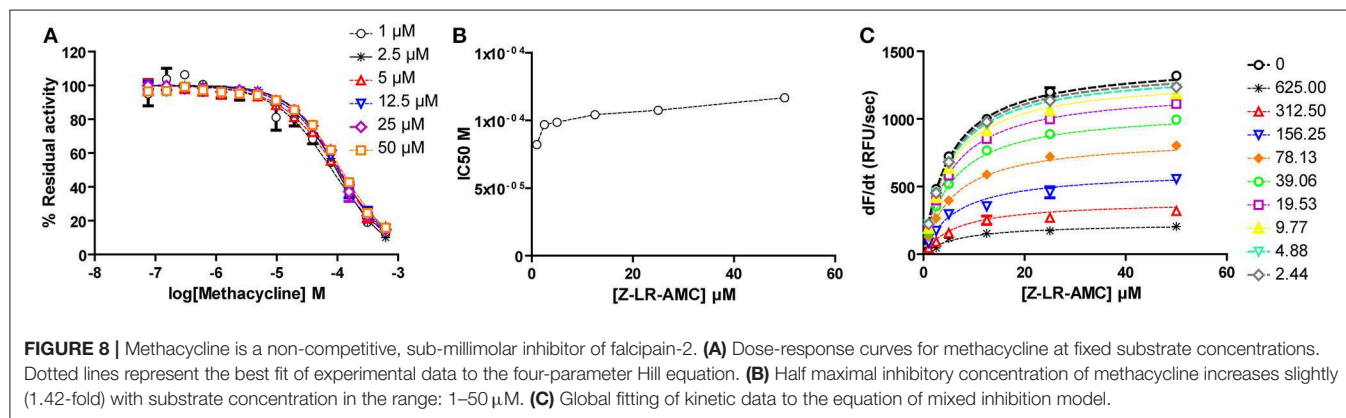 A
120
100
80
60
40
20
0
% Residual activity
-8
-7
-6
-5
-4
-3
log[Methacycline] M
1 µM
2.5 µM
5 µM
12.5 µM
25 µM
50 µM
B
1×10-04
1×10-04
5×10-05
0
IC50 M
0
20
40
60
[Z-LR-AMC] µM
C
1500
1000
500
0
dF/dt (RFU/sec)
0
20
40
60
[Z-LR-AMC] µM
0
625.00
312.50
156.25
78.13
39.06
19.53
9.77
4.88
2.44
FIGURE 8 | Methacycline is a non-competitive, sub-millimolar inhibitor of falcipain-2. (A) Dose-response curves for methacycline at fixed substrate concentrations.
Dotted lines represent the best fit of experimental data to the four-parameter Hill equation. (B) Half maximal inhibitory concentration of methacycline increases slightly
(1.42-fold) with substrate concentration in the range: 1–50 µM. (C) Global fitting of kinetic data to the equation of mixed inhibition model.